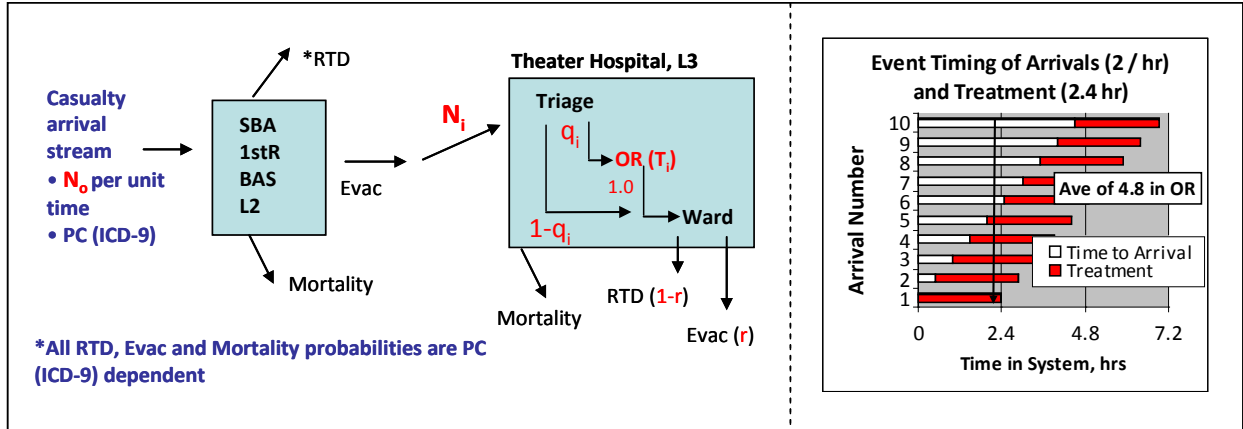 *RTD
Casualty
arrival
stream
• No per unit
time
• PC (ICD-9)
SBA
1stR
BAS
L2
Evac
Mortality
Ni
Theater Hospital, L3
Triage
qi
OR (Ti)
1.0
1-qi
Ward
Mortality
RTD (1-r)
Evac (r)
*All RTD, Evac and Mortality probabilities are PC
(ICD-9) dependent
Event Timing of Arrivals (2 / hr)
and Treatment (2.4 hr)
Arrival Number
10
9
8
7
6
5
4
3
2
1
Ave of 4.8 in OR
Time to Arrival
Treatment
0 2.4 4.8 7.2
Time in System, hrs